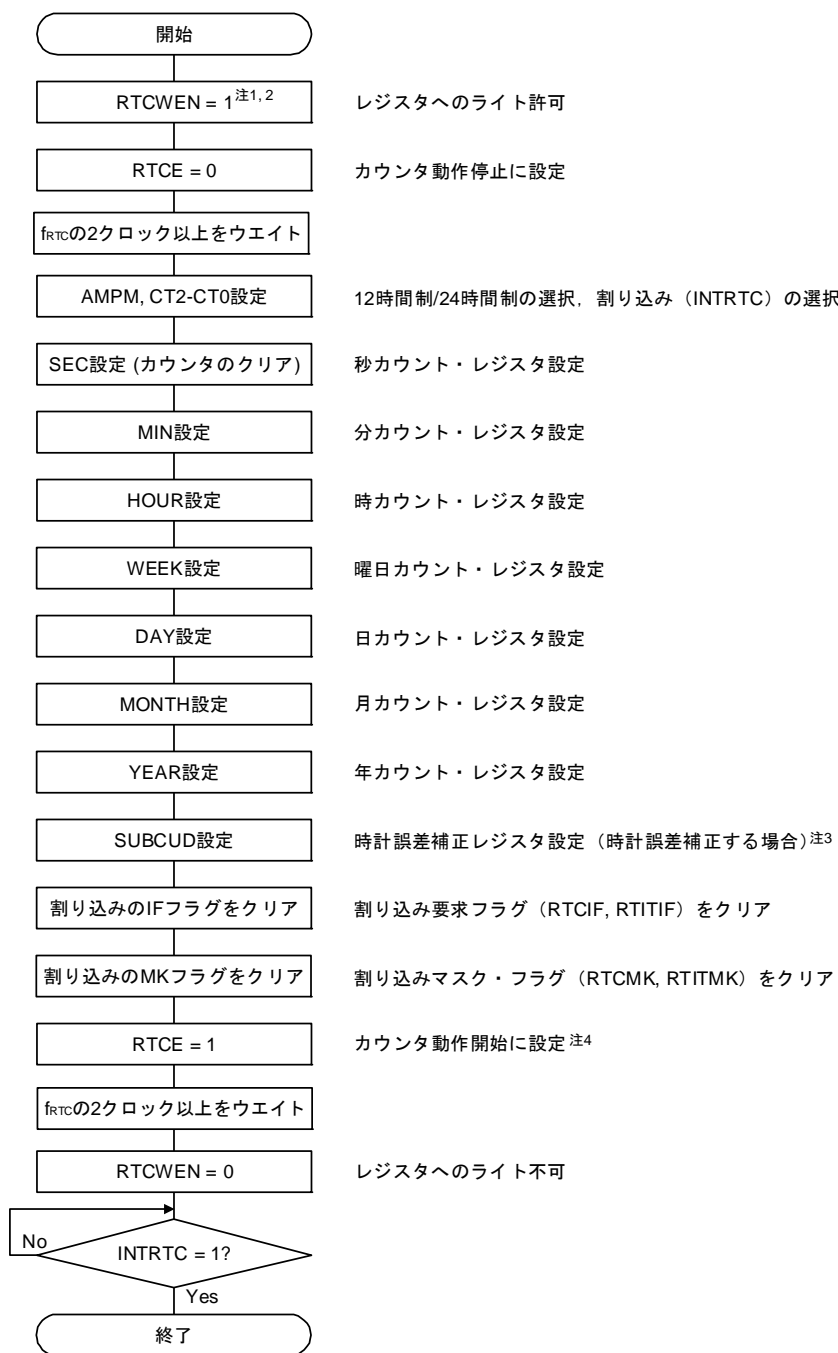 開始
RTCWEN = 1注1, 2 レジスタへのライト許可
RTCE = 0 カウンタ動作停止に設定
fRTCの2クロック以上をウエイト
AMPM, CT2-CT0設定 12時間制/24時間制の選択，割り込み（INTRTC）の選択
SEC設定 (カウンタのクリア) 秒カウント・レジスタ設定
MIN設定 分カウント・レジスタ設定
HOUR設定 時カウント・レジスタ設定
WEEK設定 曜日カウント・レジスタ設定
DAY設定 日カウント・レジスタ設定
MONTH設定 月カウント・レジスタ設定
YEAR設定 年カウント・レジスタ設定
SUBCUD設定 時計誤差補正レジスタ設定（時計誤差補正する場合）注3
割り込みのIFフラグをクリア 割り込み要求フラグ（RTCIF, RTITIF）をクリア
割り込みのMKフラグをクリア 割り込みマスク・フラグ（RTCMK, RTITMK）をクリア
RTCE = 1 カウンタ動作開始に設定注4
fRTCの2クロック以上をウエイト
RTCWEN = 0 レジスタへのライト不可
No
INTRTC = 1?
Yes
終了